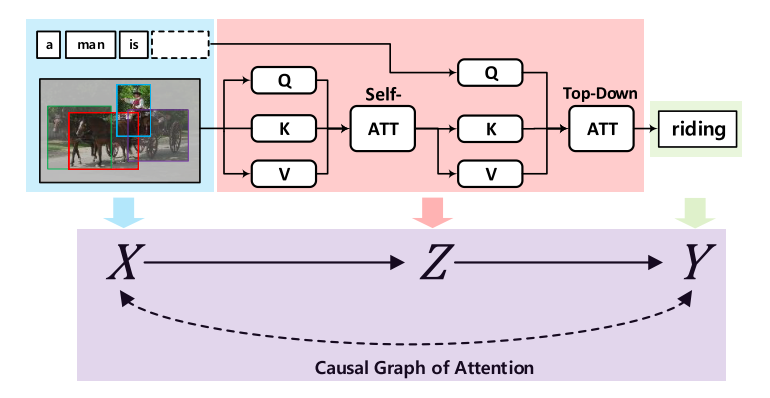 a man is
Q
K
V
Self-
ATT
Q
K
V
Top-Down
ATT
riding
X Z Y
Causal Graph of Attention